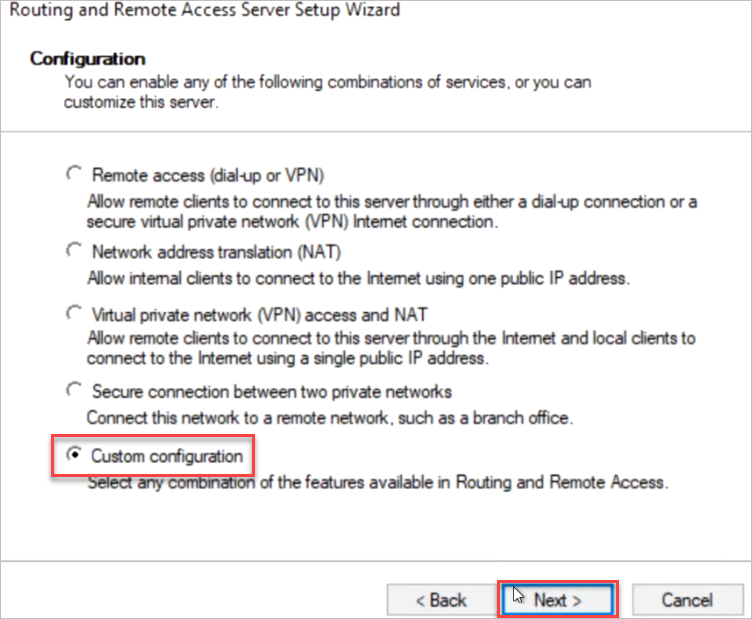 Routing and Remote Access Server Setup Wizard
Configuration
You can enable any of the following combinations of services, or you can
customize this server.
Remote access (dial-up or VPN)
Allow remote clients to connect to this server through either a dial-up connection or a
secure virtual private network (VPN) Internet connection.
Network address translation (NAT)
Allow internal clients to connect to the Internet using one public IP address.
Virtual private network (VPN) access and NAT
Allow remote clients to connect to this server through the Internet and local clients to
connect to the Internet using a single public IP address.
Secure connection between two private networks
Connect this network to a remote network, such as a branch office.
Custom configuration
Select any combination of the features available in Routing and Remote Access.
< Back Next > Cancel